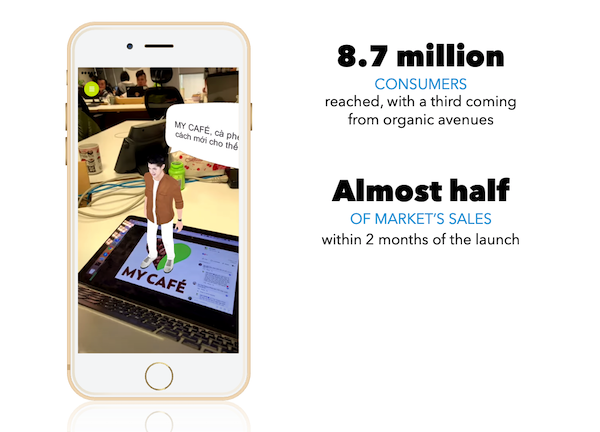 MY CAFÉ, cà phê
cách mới cho thế
MY CAFÉ
8.7 million
CONSUMERS
reached, with a third coming
from organic avenues
Almost half
OF MARKET'S SALES
within 2 months of the launch